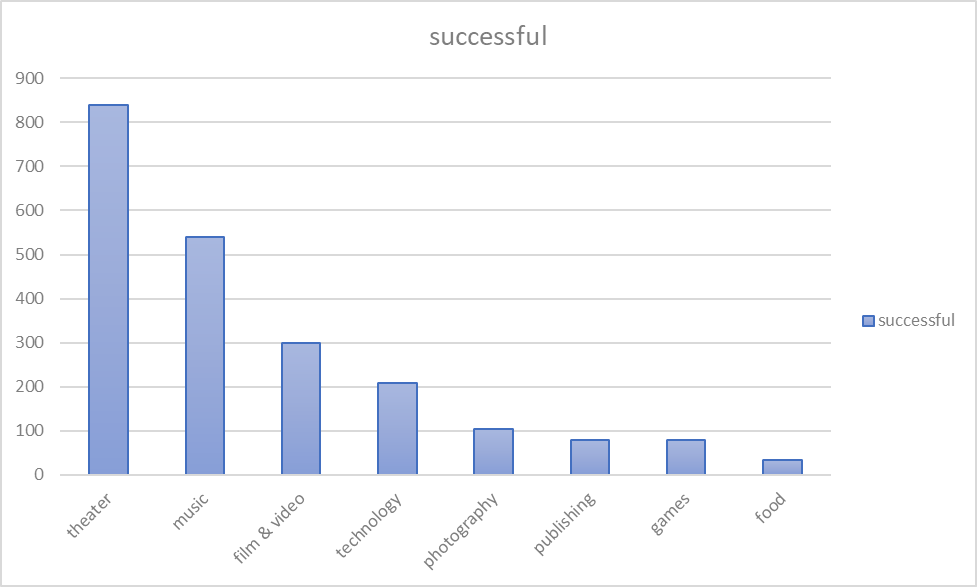 successful
900
800
700
600
500
400
300
200
100
0
theater
music
film & video
technology
photography
publishing
games
food
successful